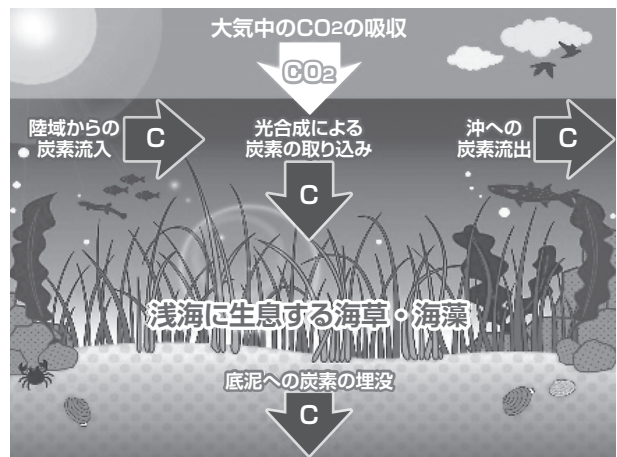 大気中のCO2の吸収
CO2
陸域からの
炭素流入
C
光合成による
炭素の取り込み
C
沖への
炭素流出
C
浅海に生息する海草・海藻
底泥への炭素の埋没
C